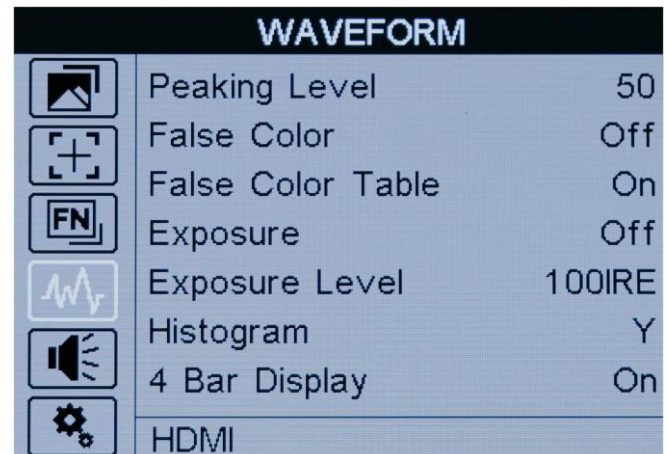 WAVEFORM
Peaking Level 50
False Color Off
False Color Table On
FN
Exposure Off
Exposure Level 100IRE
Histogram Y
4 Bar Display On
HDMI